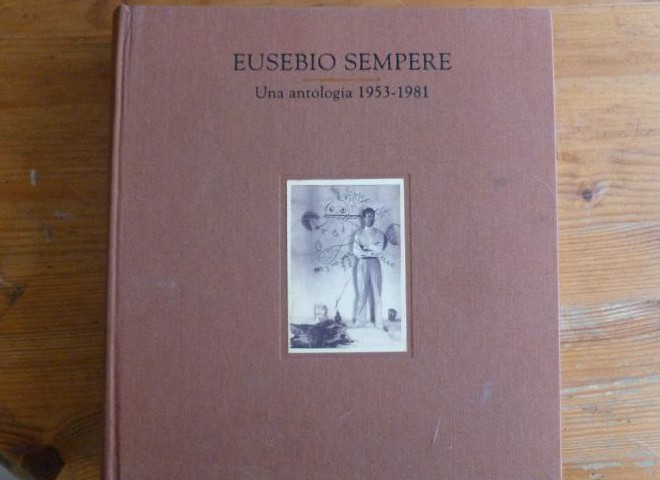 EUSEBIO SEMPERE
Una antología 1953-1981